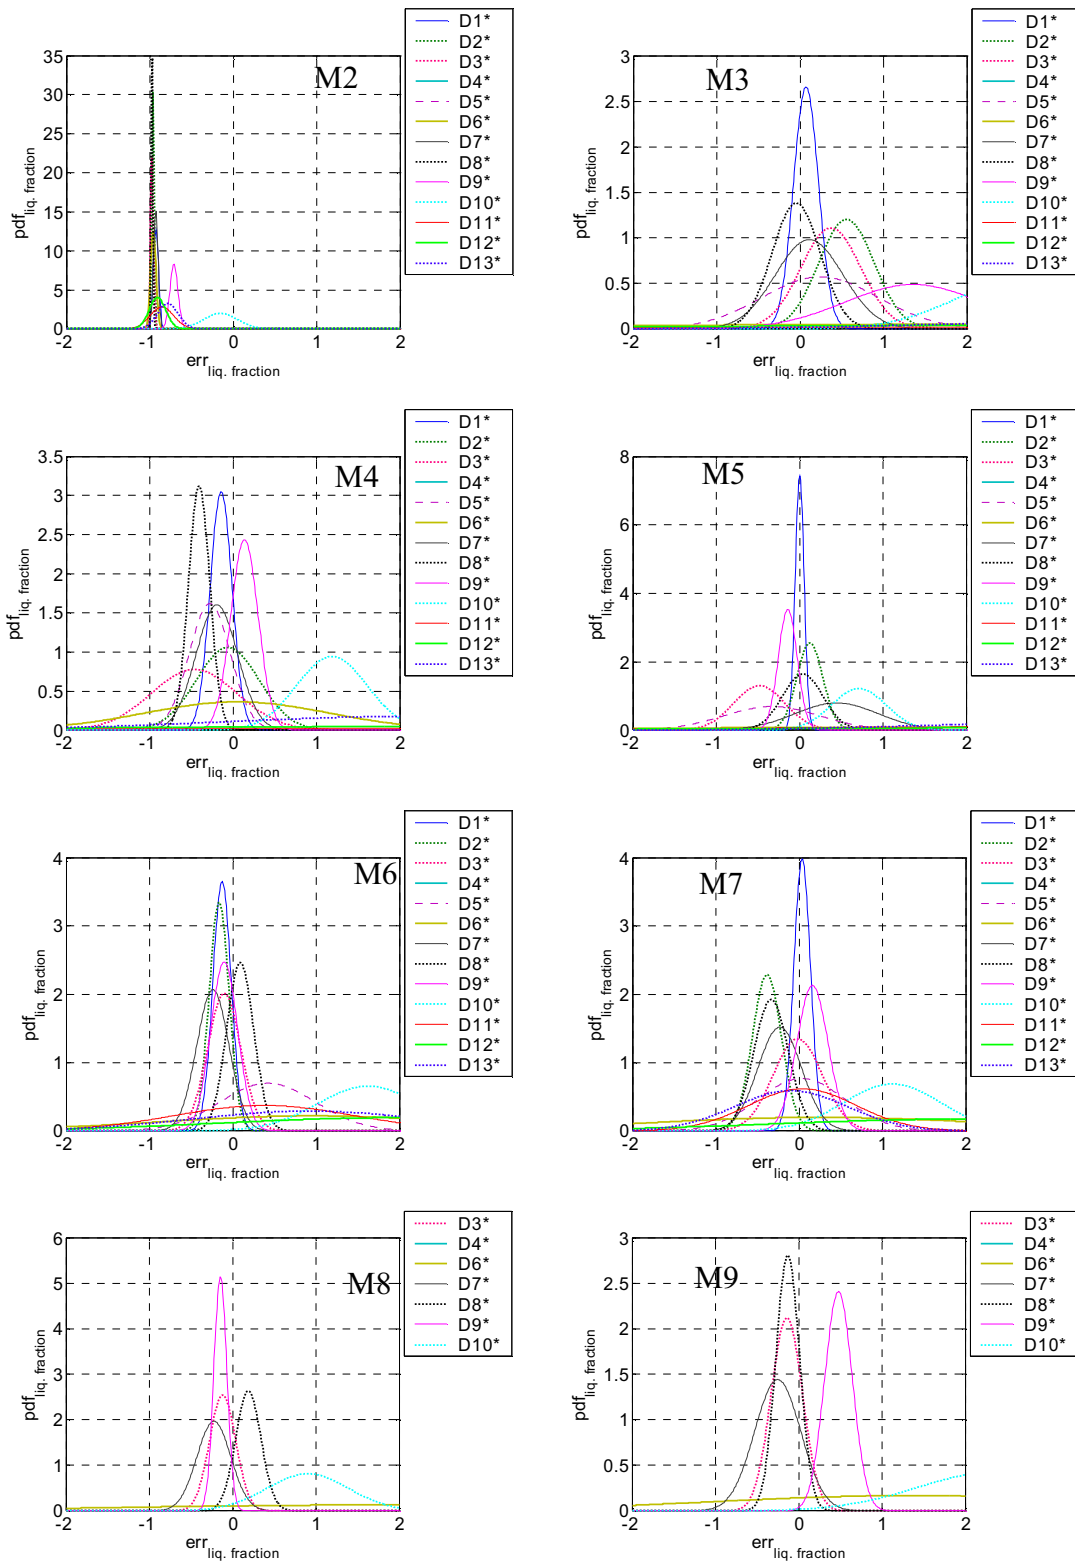 M2
35
30
25
20
15
10
5
0
-2
-1
0
1
2
pdf liq. fraction
err liq. fraction
D1*
D2*
D3*
D4*
D5*
D6*
D7*
D8*
D9*
D10*
D11*
D12*
D13*
M3
3
2.5
2
1.5
1
0.5
0
-2
-1
0
1
2
pdf liq. fraction
err liq. fraction
D1*
D2*
D3*
D4*
D5*
D6*
D7*
D8*
D9*
D10*
D11*
D12*
D13*
M4
3.5
3
2.5
2
1.5
1
0.5
0
-2
-1
0
1
2
pdf liq. fraction
err liq. fraction
D1*
D2*
D3*
D4*
D5*
D6*
D7*
D8*
D9*
D10*
D11*
D12*
D13*
M5
8
6
4
2
0
-2
-1
0
1
2
pdf liq. fraction
err liq. fraction
D1*
D2*
D3*
D4*
D5*
D6*
D7*
D8*
D9*
D10*
D11*
D12*
D13*
M6
4
3
2
1
0
-2
-1
0
1
2
pdf liq. fraction
err liq. fraction
D1*
D2*
D3*
D4*
D5*
D6*
D7*
D8*
D9*
D10*
D11*
D12*
D13*
M7
4
3
2
1
0
-2
-1
0
1
2
pdf liq. fraction
err liq. fraction
D1*
D2*
D3*
D4*
D5*
D6*
D7*
D8*
D9*
D10*
D11*
D12*
D13*
M8
6
5
4
3
2
1
0
-2
-1
0
1
2
pdf liq. fraction
err liq. fraction
D3*
D4*
D6*
D7*
D8*
D9*
D10*
M9
3
2.5
2
1.5
1
0.5
0
-2
-1
0
1
2
pdf liq. fraction
err liq. fraction
D3*
D4*
D6*
D7*
D8*
D9*
D10*